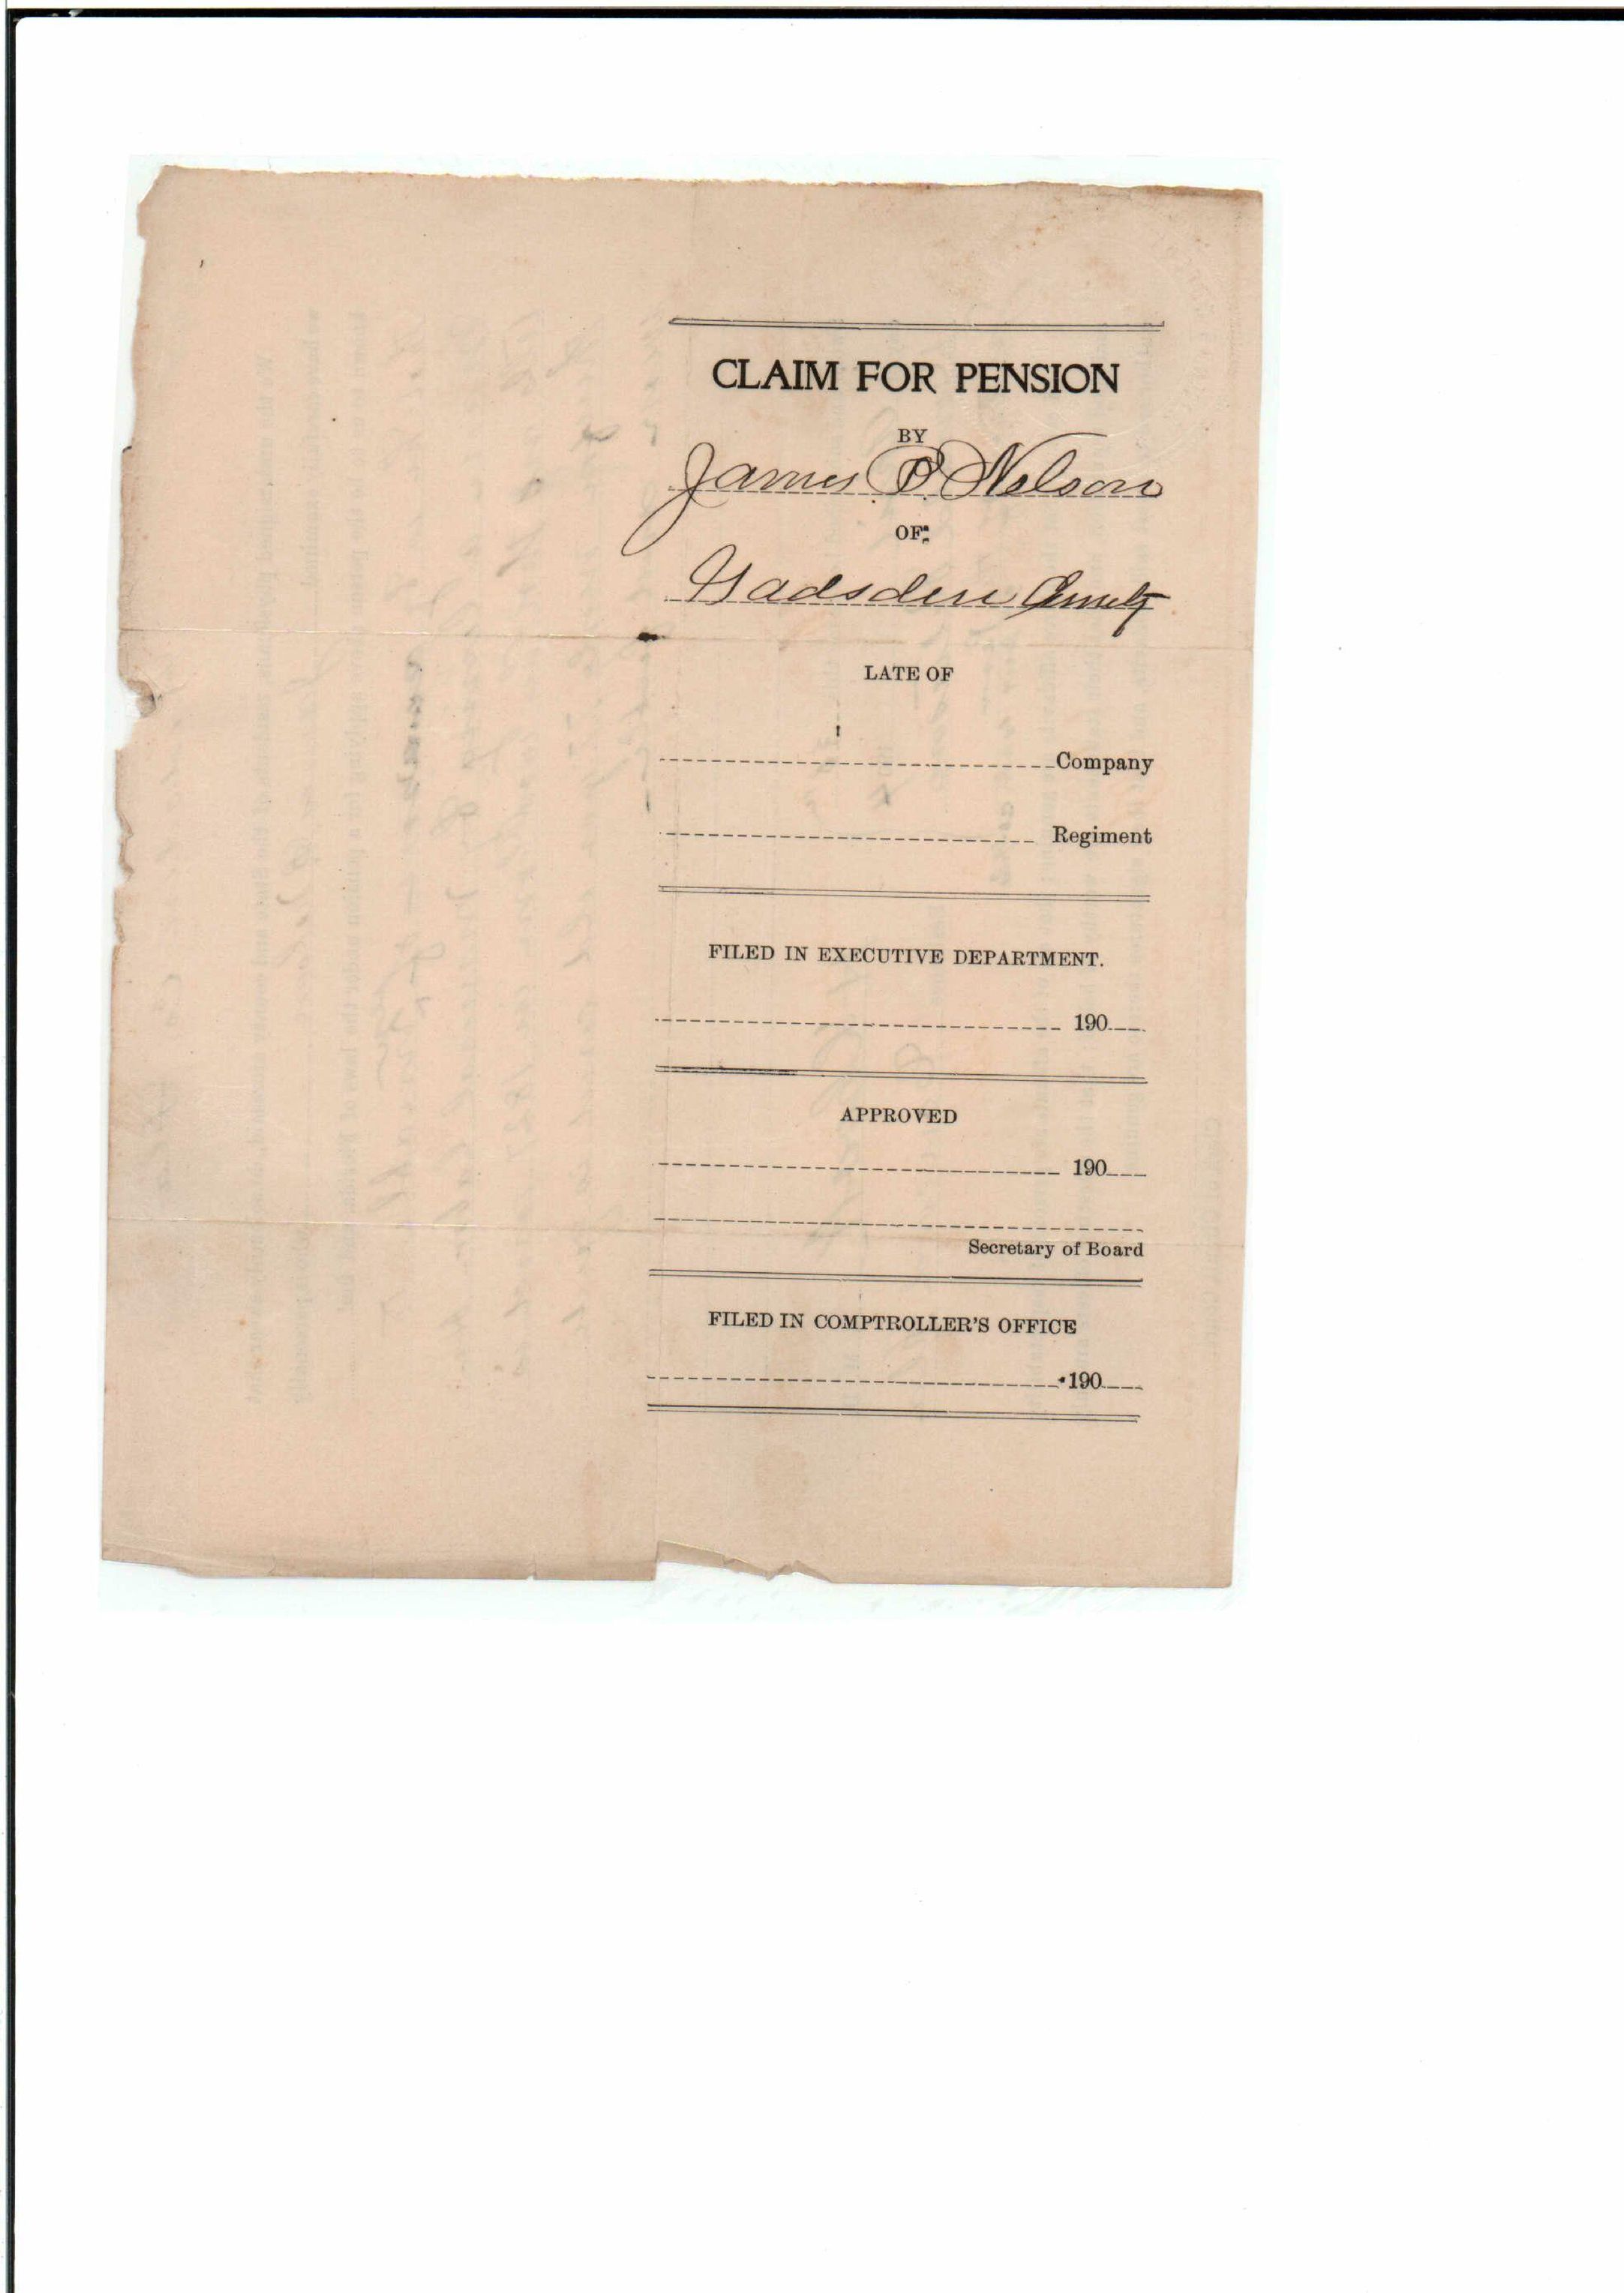 CLAIM FOR PENSION
BY
James P. Nelson
OF
Gadsden County
LATE OF
Company
Regiment
FILED IN EXECUTIVE DEPARTMENT.
190
APPROVED
190
Secretary of Board
FILED IN COMPTROLLER'S OFFICE
190